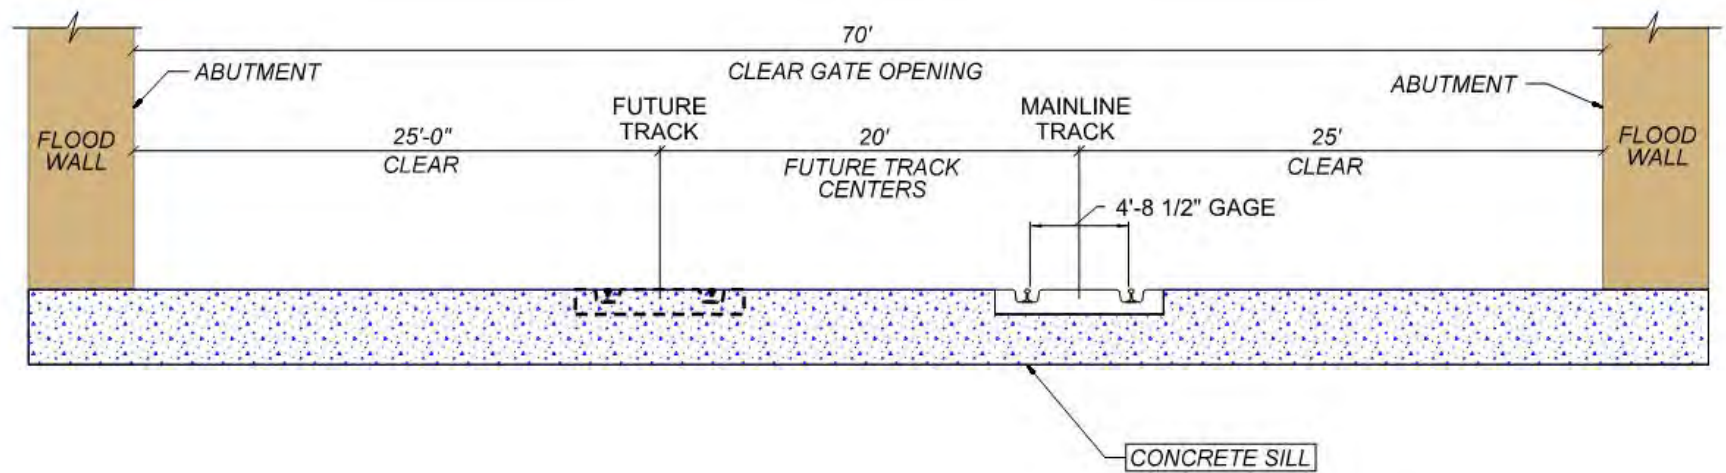 70'
CLEAR GATE OPENING
ABUTMENT
ABUTMENT
FUTURE
TRACK
MAINLINE
TRACK
FLOOD
WALL
25'-0"
CLEAR
20'
FUTURE TRACK
CENTERS
25'
CLEAR
FLOOD
WALL
4'-8 1/2" GAGE
CONCRETE SILL